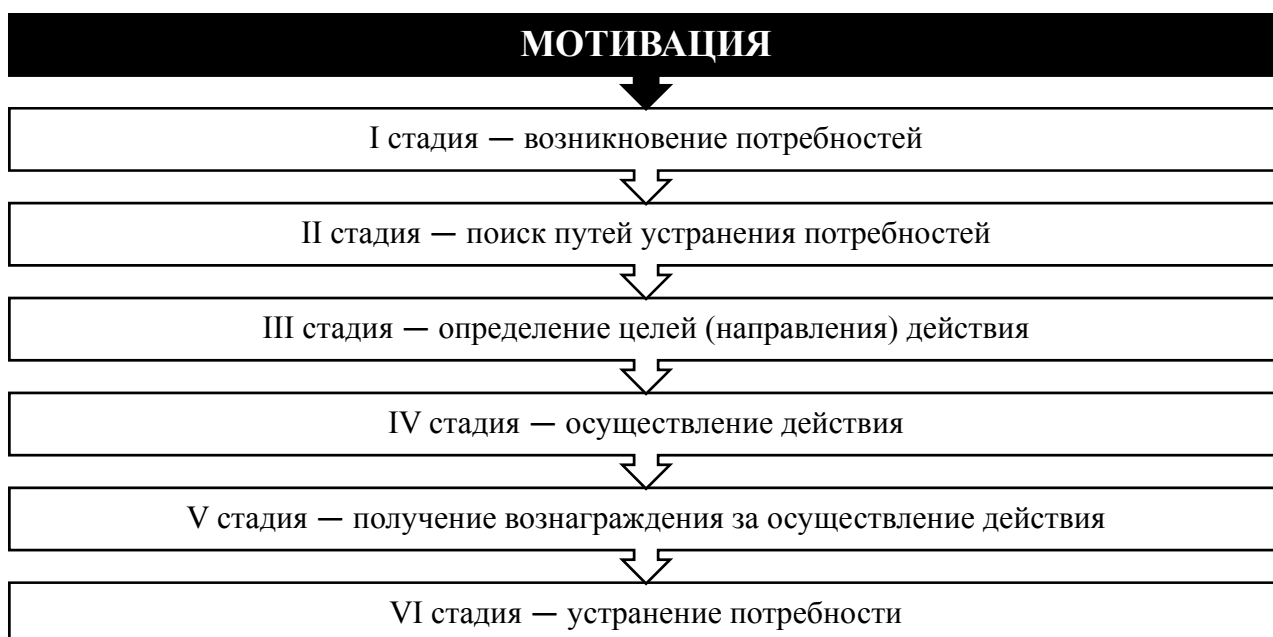 МОТИВАЦИЯ
I стадия — возникновение потребностей
II стадия — поиск путей устранения потребностей
III стадия — определение целей (направления) действия
IV стадия — осуществление действия
V стадия — получение вознаграждения за осуществление действия
VI стадия — устранение потребности